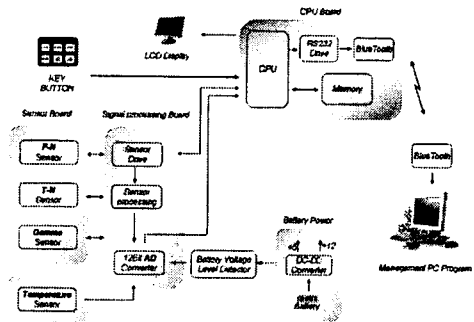 CPU Board
LCD Display
CPU
RS232
Drive
BlueTooth
Memory
KEY
BUTTON
Sensor Board
Signal processing Board
P-N
Sensor
Sensor
Drive
T-N
Sensor
Sensor
processing
Gamma
Sensor
12Bit A/D
Converter
Battery Voltage
Level Detector
Battery Power
DC-DC
Converter
Battery
Temperature
Sensor
BlueTooth
Management PC Program